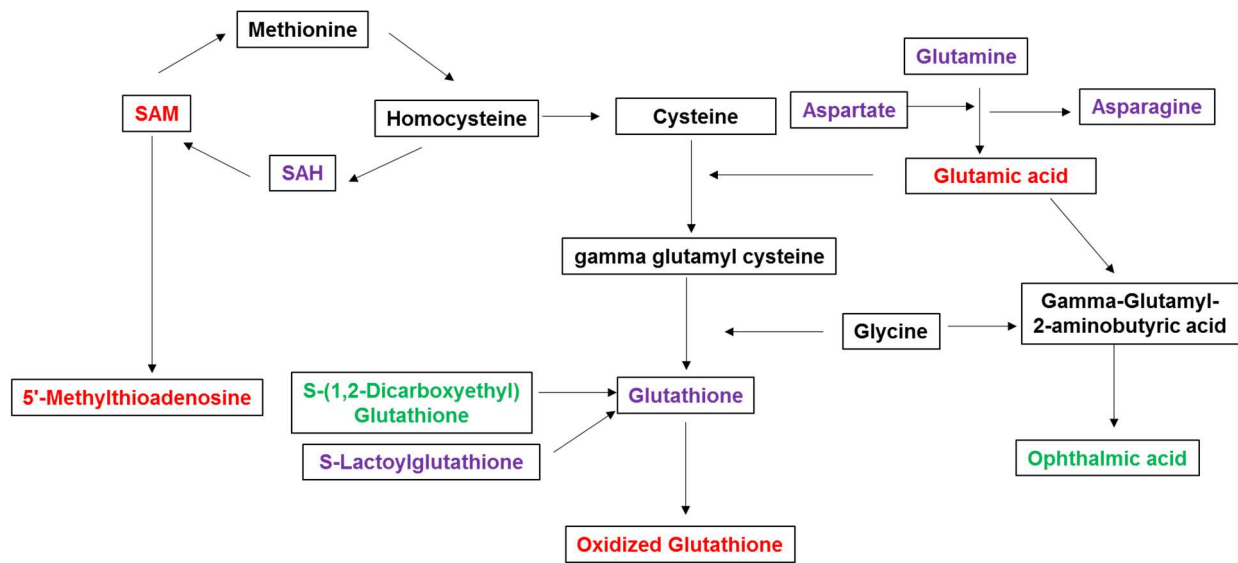 Methionine
Glutamine
SAM
Homocysteine
Cysteine
Aspartate
Asparagine
SAH
Glutamic acid
gamma glutamyl cysteine
Gamma-Glutamyl-
2-aminobutyric acid
Glycine
5'-Methylthioadenosine
S-(1,2-Dicarboxyethyl)
Glutathione
Glutathione
S-Lactoylglutathione
Ophthalmic acid
Oxidized Glutathione